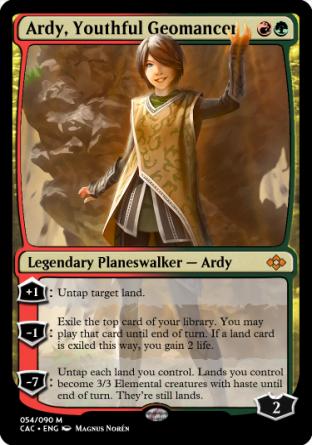 Ardy, Youthful Geomancer
Legendary Planeswalker — Ardy
+1: Untap target land.
-1: Exile the top card of your library. You may
play that card until end of turn. If a land card
is exiled this way, you gain 2 life.
-7: Untap each land you control. Lands you control
become 3/3 Elemental creatures with haste until
end of turn. They're still lands.
2
054/090 M
CAC • ENG Magnus Norén